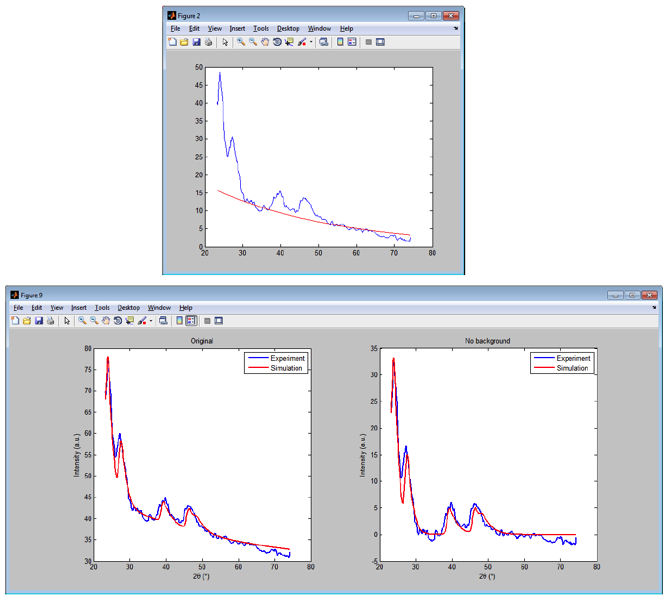 Figure 2
File Edit View Insert Tools Desktop Window Help
50
45
40
35
30
25
20
15
10
5
0
20 30 40 50 60 70 80
Figure 9
File Edit View Insert Tools Desktop Window Help
Original
80
75
70
65
60
55
50
45
40
35
30
Intensity (a.u.)
Experiment
Simulation
20 30 40 50 60 70 80
2θ (°)
No background
35
30
25
20
15
10
5
0
-5
Intensity (a.u.)
Experiment
Simulation
20 30 40 50 60 70 80
2θ (°)